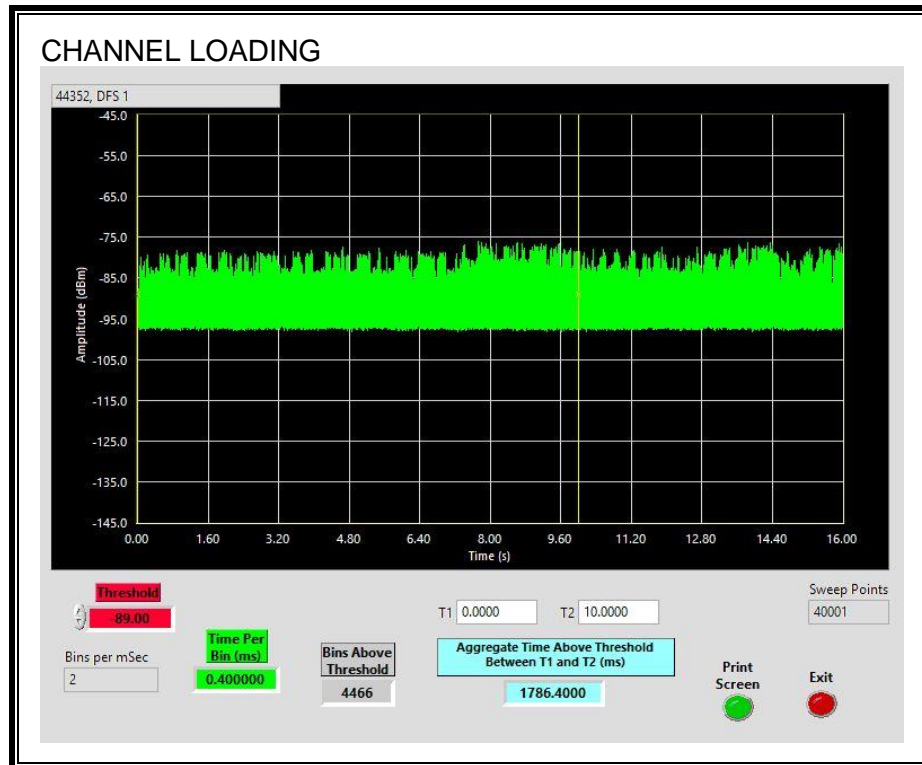 CHANNEL LOADING
44352, DFS 1
Amplitude (dBm)
-45.0
-55.0
-65.0
-75.0
-85.0
-95.0
-105.0
-115.0
-125.0
-135.0
-145.0
0.00 1.60 3.20 4.80 6.40 8.00 9.60 11.20 12.80 14.40 16.00
Time (s)
Threshold
-89.00
Bins per mSec
2
Time Per
Bin (ms)
0.400000
Bins Above
Threshold
4466
T1 0.0000 T2 10.0000
Aggregate Time Above Threshold
Between T1 and T2 (ms)
1786.4000
Sweep Points
40001
Print
Screen
Exit